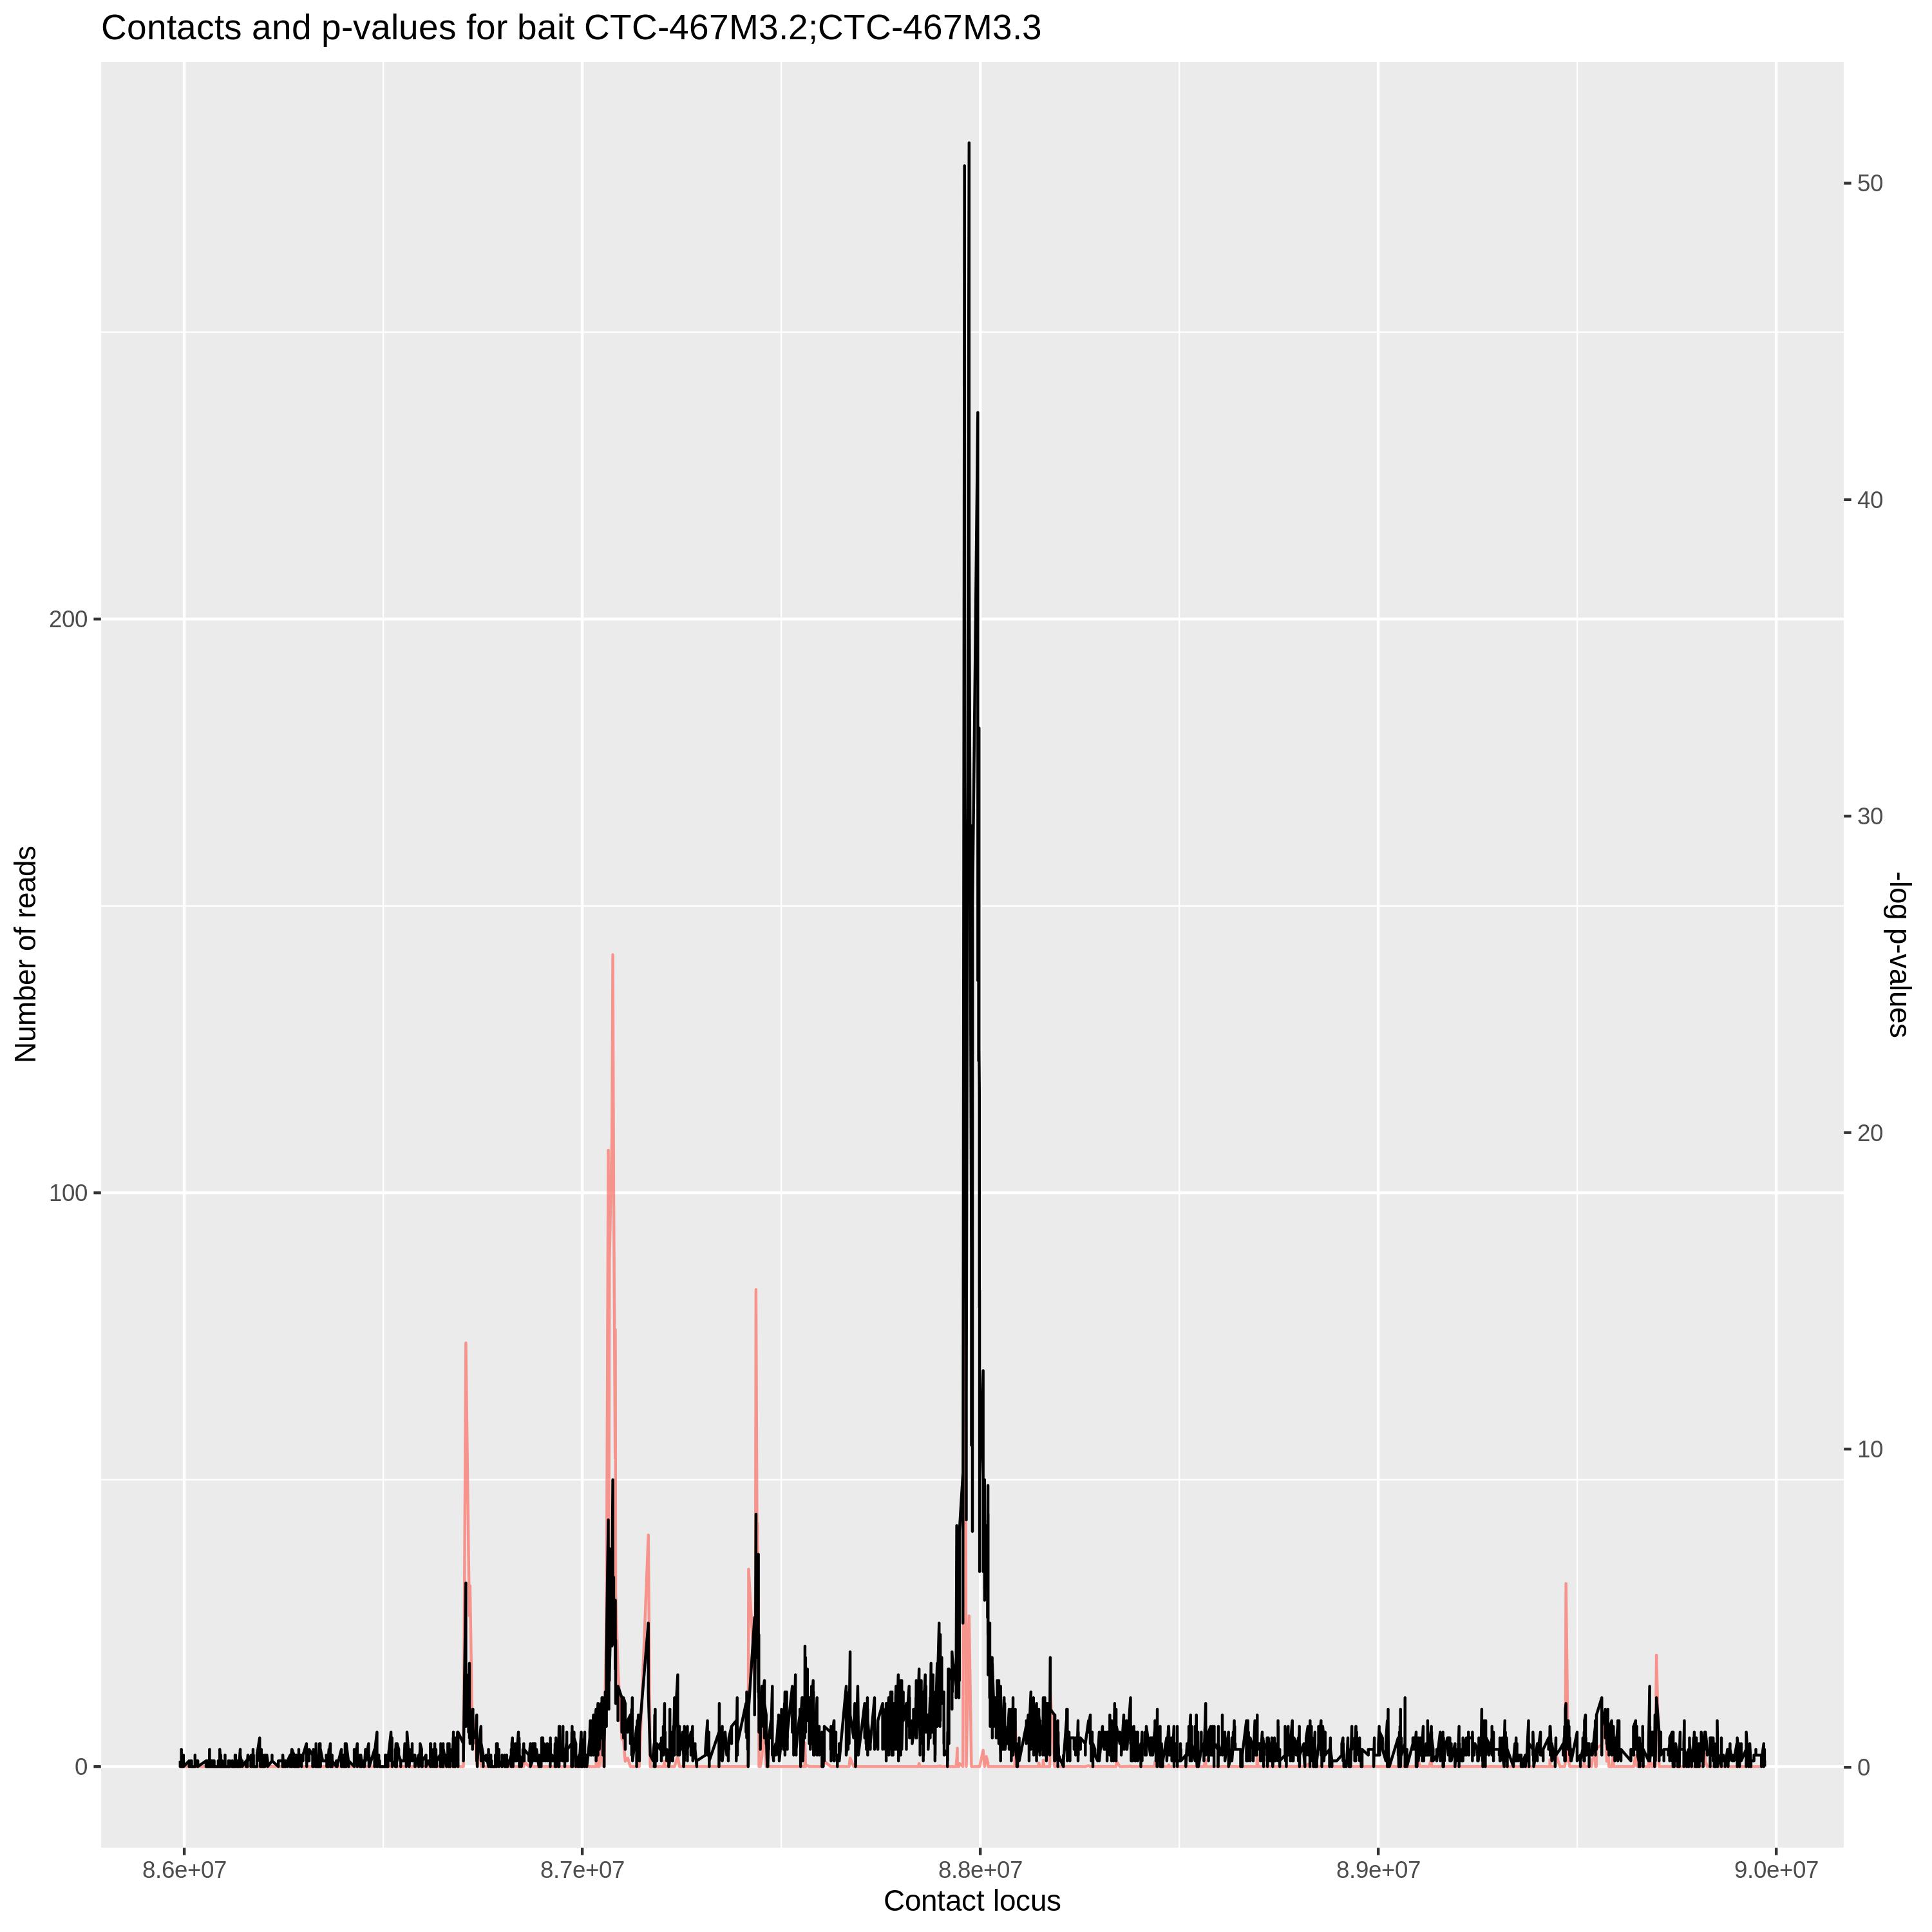 Contacts and p-values for bait CTC-467M3.2;CTC-467M3.3
Number of reads
200
100
0
50
40
30
20
10
0
-log p-values
8.6e+07 8.7e+07 8.8e+07 8.9e+07 9.0e+07
Contact locus